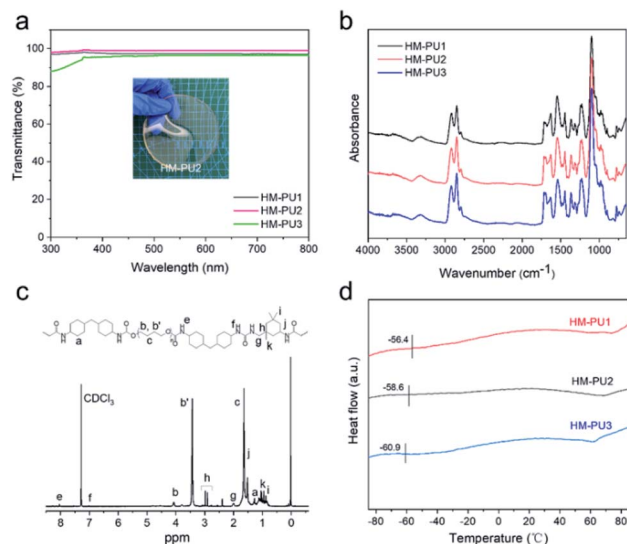 a
Transmittance (%)
100
80
60
40
20
0
HM-PU2
HM-PU1
HM-PU2
HM-PU3
300 400 500 600 700 800
Wavelength (nm)
b
HM-PU1
HM-PU2
HM-PU3
Absorbance
4000 3500 3000 2500 2000 1500 1000
Wavenumber (cm-1)
c
CDCl3
b'
c
j
h
e
f
b
g
a
k
i
8 7 6 5 4 3 2 1 0
ppm
d
HM-PU1
-56.4
HM-PU2
-58.6
HM-PU3
-60.9
Heat flow (a.u.)
-80 -60 -40 -20 0 20 40 60 80
Temperature (℃)